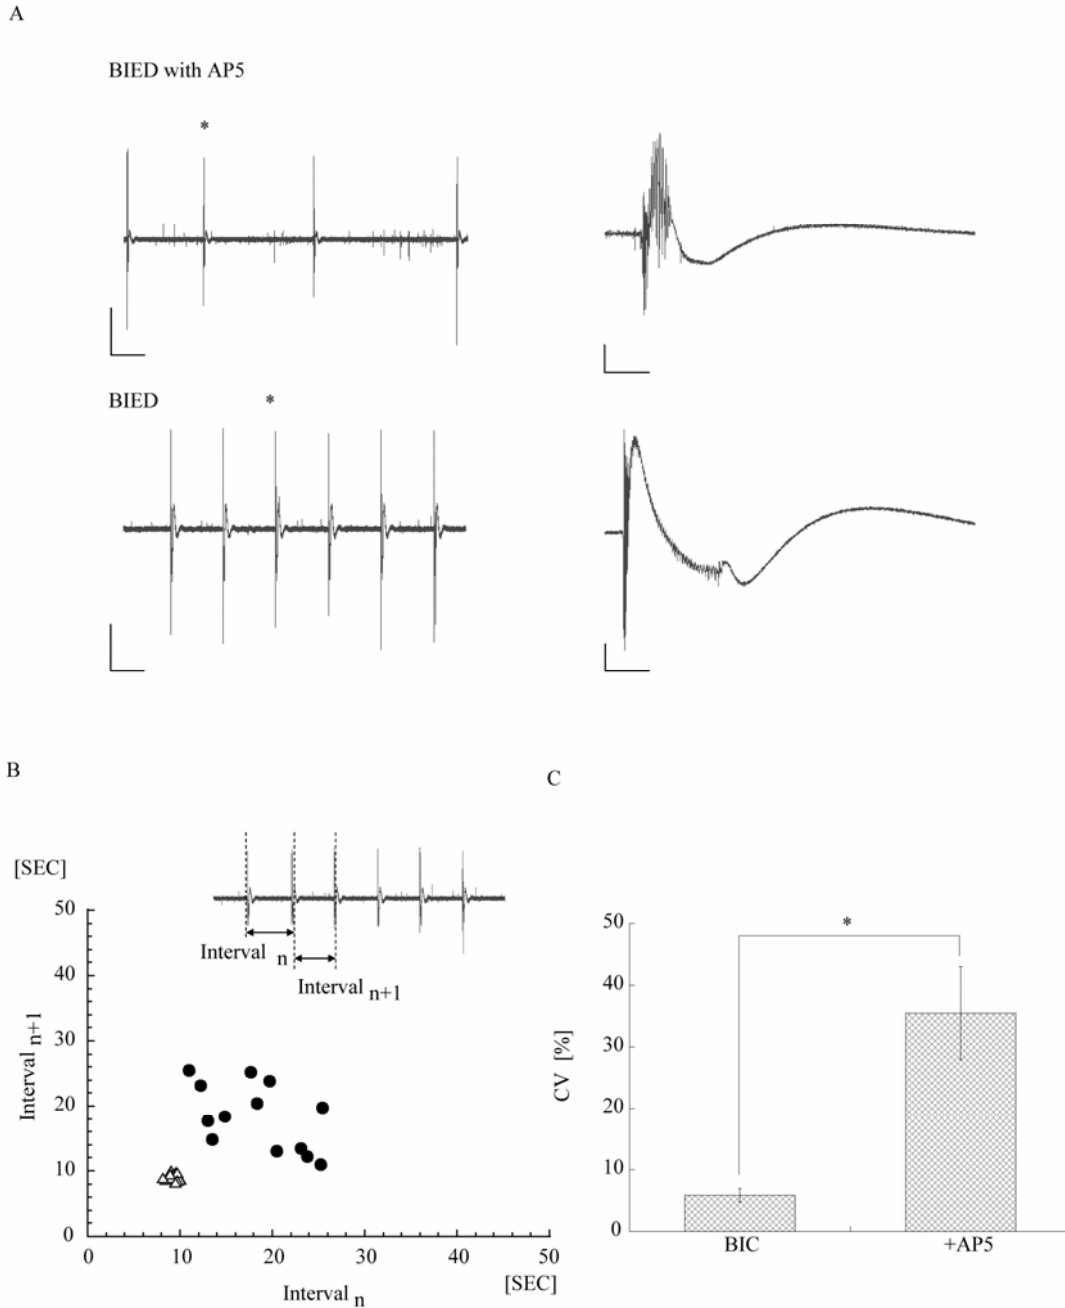 A
BIED with AP5
*
BIED
*
B
[SEC]
50
40
30
20
10
0
Interval n+1
Interval n
Interval n+1
0 10 20 30 40 50
Interval n
[SEC]
C
*
50
40
30
20
10
0
CV [%]
BIC +AP5